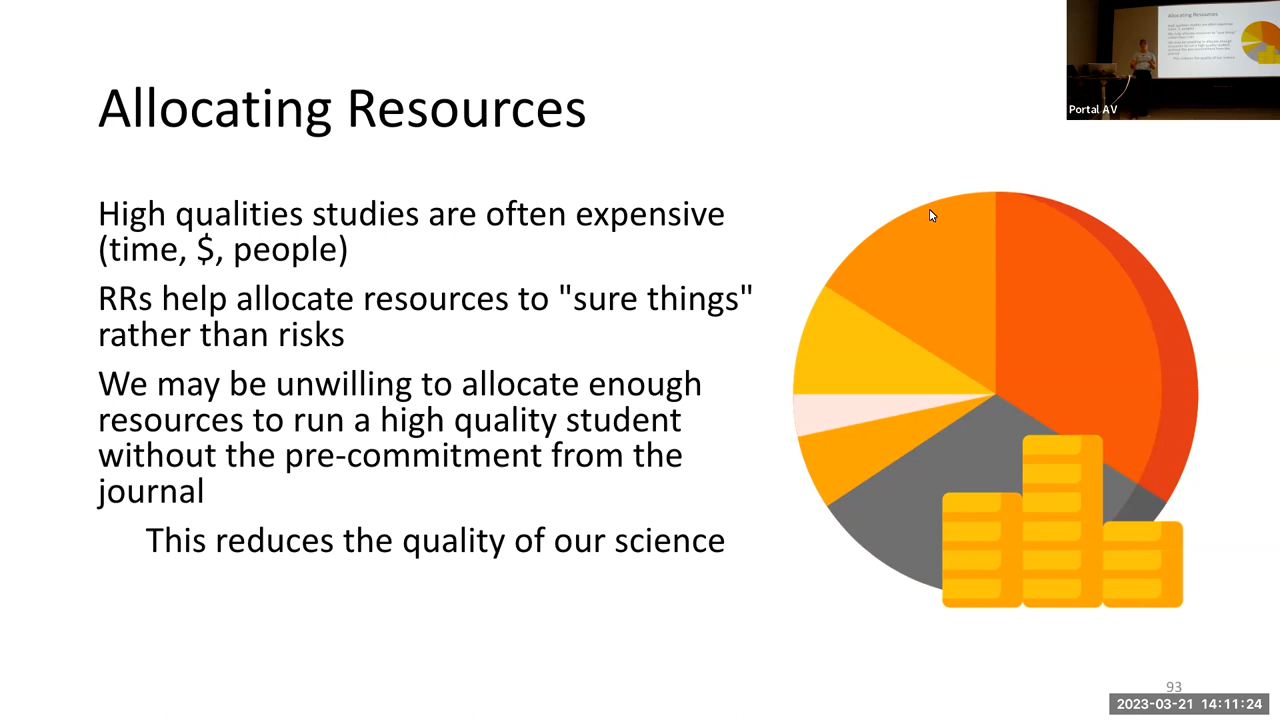 Allocating Resources
High qualities studies are often expensive
(time, $, people)
RRs help allocate resources to "sure things"
rather than risks
We may be unwilling to allocate enough
resources to run a high quality student
without the pre-commitment from the
journal
This reduces the quality of our science
Portal AV
Allocating Resources
93
2023-03-21 14:11:24